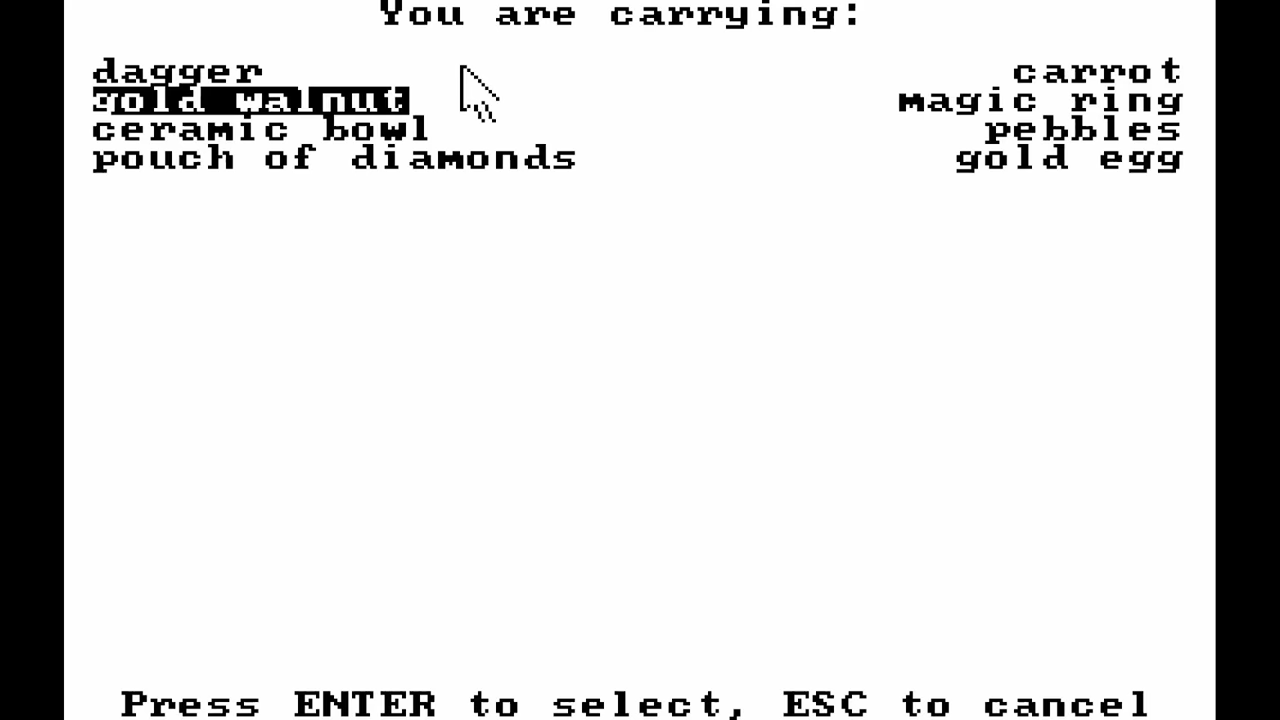 You are carrying:
dagger carrot
gold walnut magic ring
ceramic bowl pebbles
pouch of diamonds gold egg
Press ENTER to select, ESC to cancel